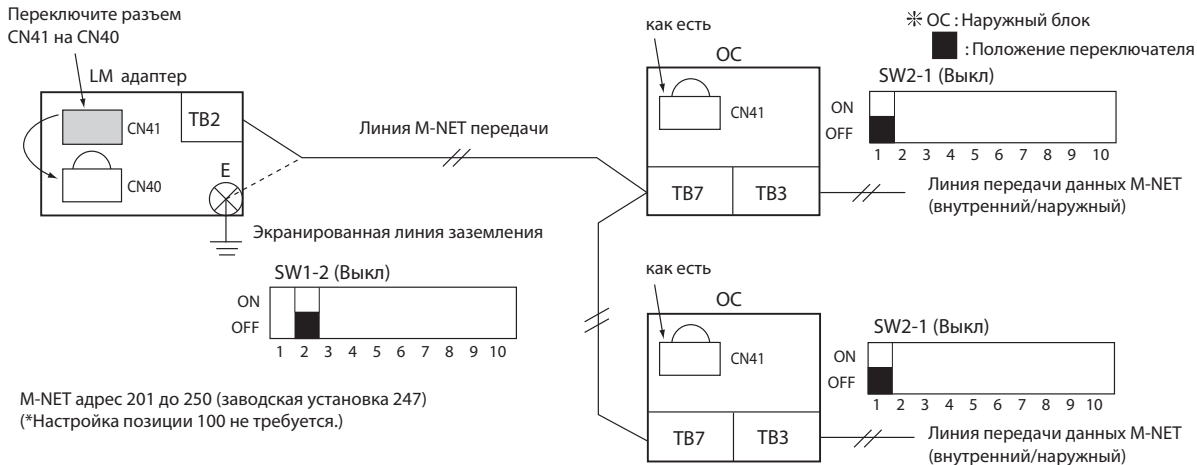 Переключите разъем
CN41 на CN40
LM адаптер
CN41
TB2
CN40
E
Линия M-NET передачи
Экранированная линия заземления
SW1-2 (Выкл)
ON
OFF
1 2 3 4 5 6 7 8 9 10
M-NET адрес 201 до 250 (заводская установка 247)
(*Настройка позиции 100 не требуется.)
как есть
OC
CN41
TB7
TB3
※ OC : Наружный блок
: Положение переключателя
SW2-1 (Выкл)
ON
OFF
1 2 3 4 5 6 7 8 9 10
Линия передачи данных M-NET
(внутренний/наружный)
как есть
OC
CN41
TB7
TB3
SW2-1 (Выкл)
ON
OFF
1 2 3 4 5 6 7 8 9 10
Линия передачи данных M-NET
(внутренний/наружный)